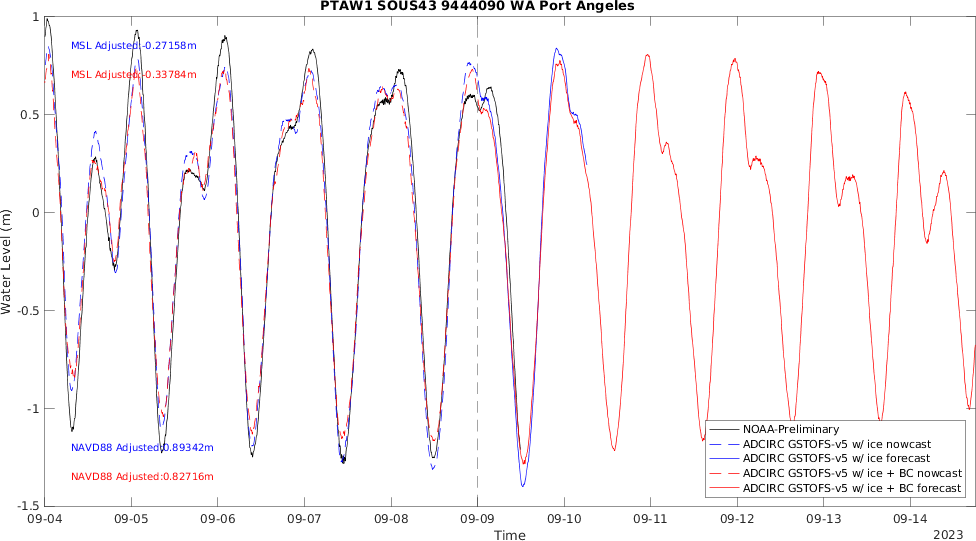 PTAW1 SOUS43 9444090 WA Port Angeles
MSL Adjusted:-0.27158m
MSL Adjusted:-0.33784m
NAVD88 Adjusted:0.89342m
NAVD88 Adjusted:0.82716m
Water Level (m)
1
0.5
0
-0.5
-1
-1.5
NOAA-Preliminary
ADCIRC GSTOFS-v5 w/ ice nowcast
ADCIRC GSTOFS-v5 w/ ice forecast
ADCIRC GSTOFS-v5 w/ ice + BC nowcast
ADCIRC GSTOFS-v5 w/ ice + BC forecast
09-04 09-05 09-06 09-07 09-08 09-09 09-10 09-11 09-12 09-13 09-14
Time
2023